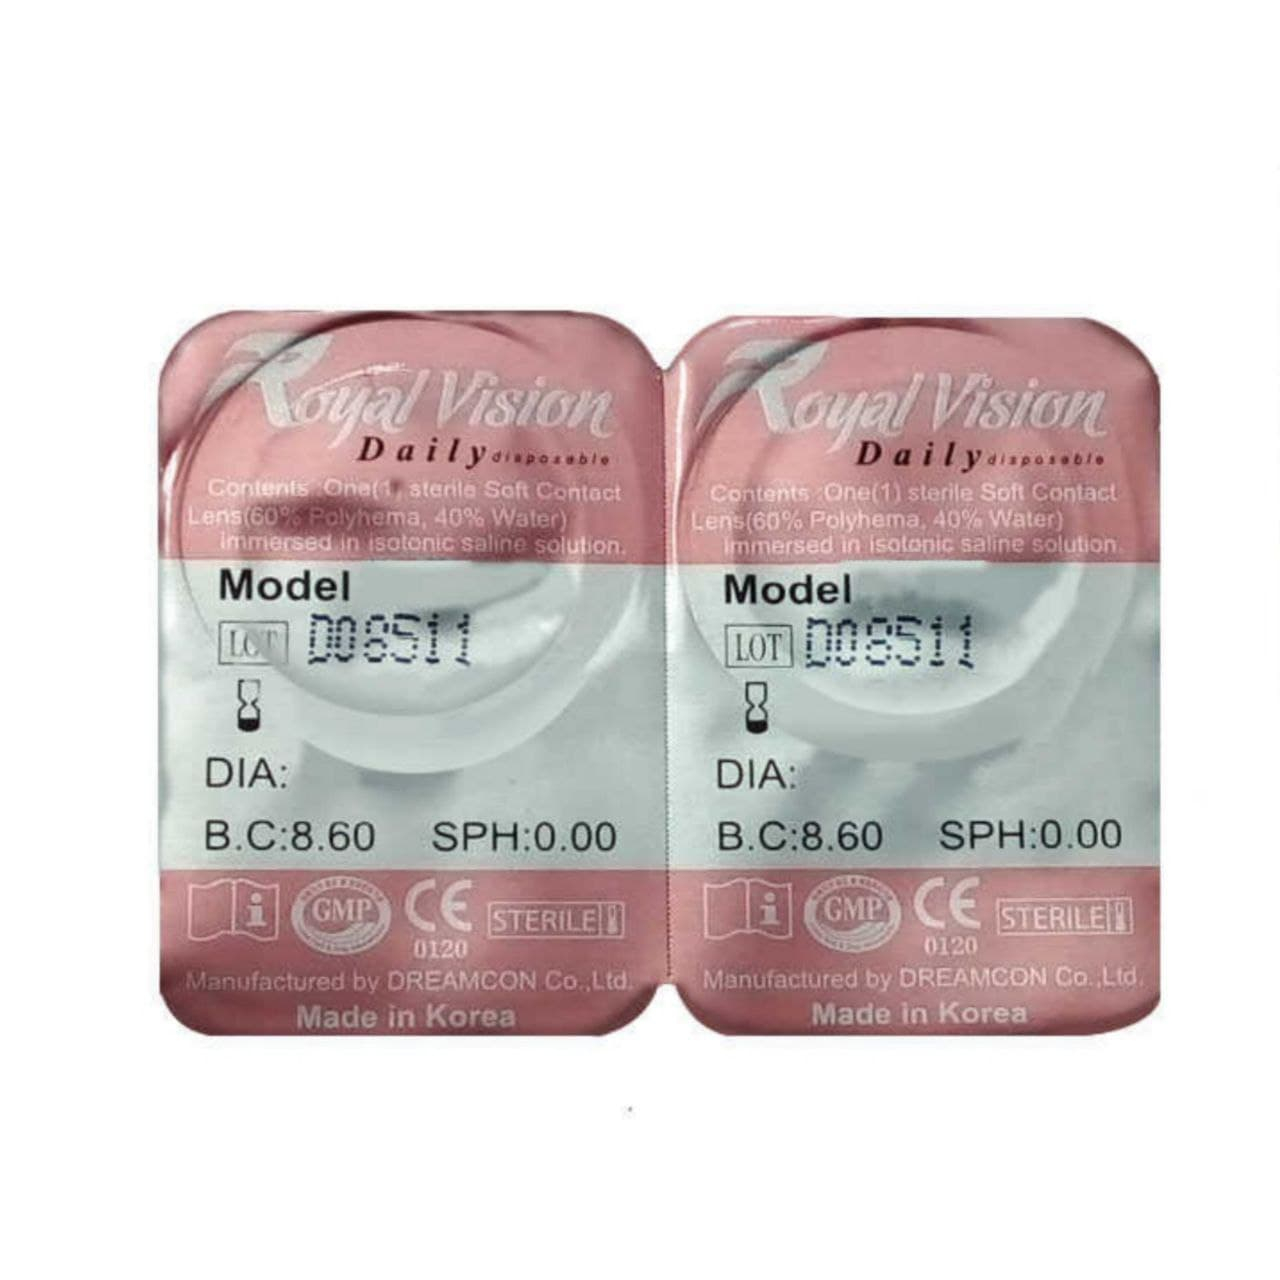 Royal Vision
Daily disposable
Contents :One(1) sterile Soft Contact
Lens(60% Polyhema, 40% Water)
immersed in isotonic saline solution.
Model
LOT D08511
DIA:
B.C:8.60 SPH:0.00
i GMP CE STERILE
0120
Manufactured by DREAMCON Co.,Ltd.
Made in Korea
Royal Vision
Daily disposable
Contents :One(1) sterile Soft Contact
Lens(60% Polyhema, 40% Water)
immersed in isotonic saline solution.
Model
LOT D08511
DIA:
B.C:8.60 SPH:0.00
i GMP CE STERILE
0120
Manufactured by DREAMCON Co.,Ltd.
Made in Korea